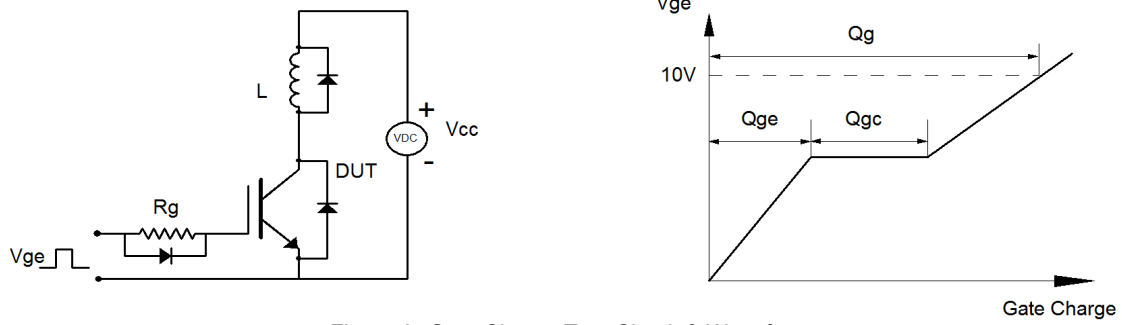 L
VDC
+
-
Vcc
DUT
Rg
Vge
Vge
Qg
10V
Qge
Qgc
Gate Charge